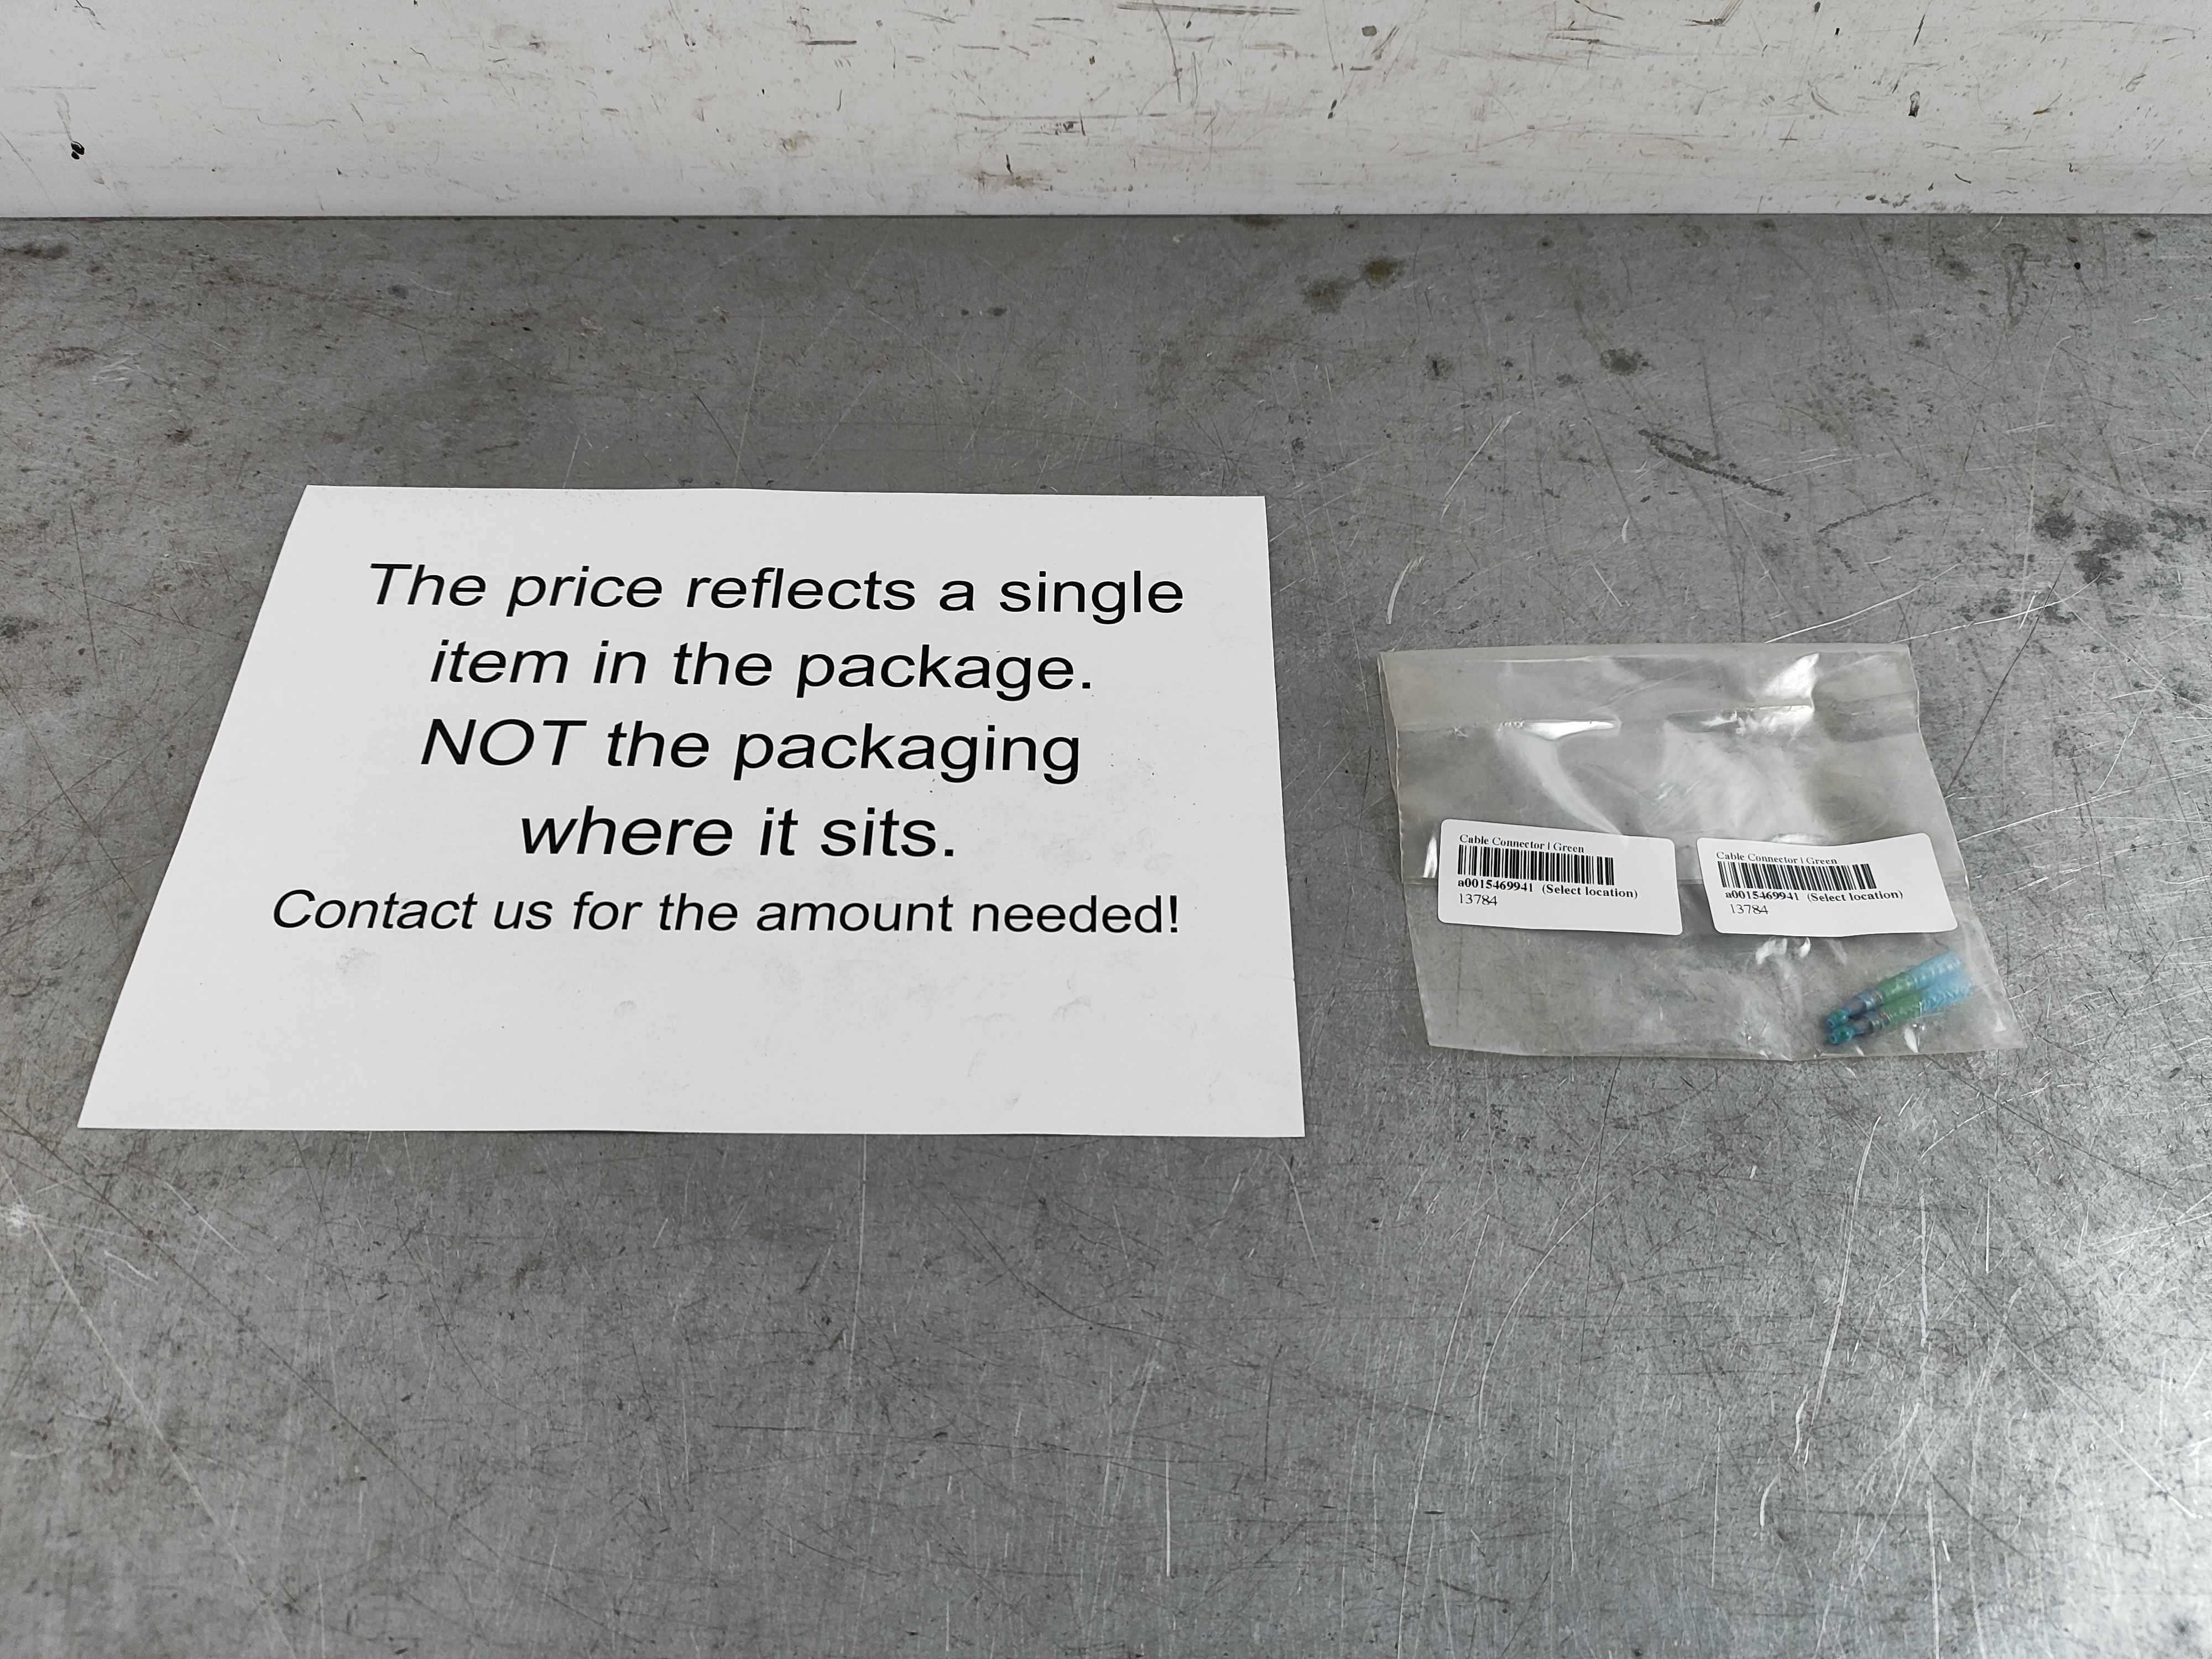 The price reflects a single
item in the package.
NOT the packaging
where it sits.
Contact us for the amount needed!
Cable Connector | Green
a0015469941 (Select location)
13784
Cable Connector | Green
a0015469941 (Select location)
13784